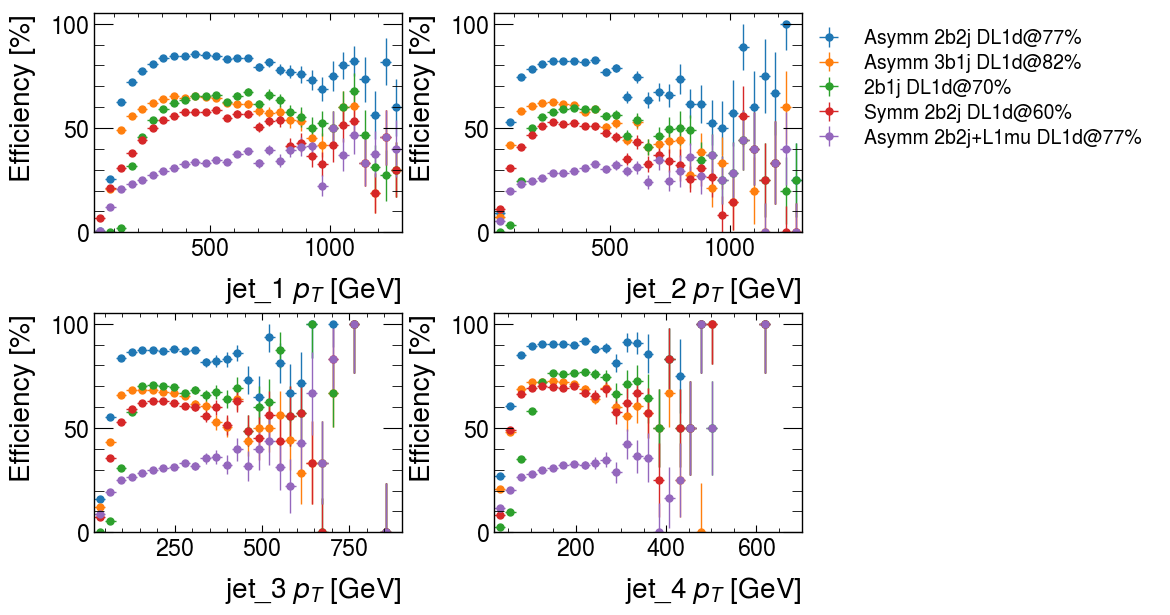 100
50
0
Efficiency [%]
500
1000
jet_1 p_T [GeV]
100
50
0
Efficiency [%]
500
1000
jet_2 p_T [GeV]
Asymm 2b2j DL1d@77%
Asymm 3b1j DL1d@82%
2b1j DL1d@70%
Symm 2b2j DL1d@60%
Asymm 2b2j+L1mu DL1d@77%
100
50
0
Efficiency [%]
250
500
750
jet_3 p_T [GeV]
100
50
0
Efficiency [%]
200
400
600
jet_4 p_T [GeV]